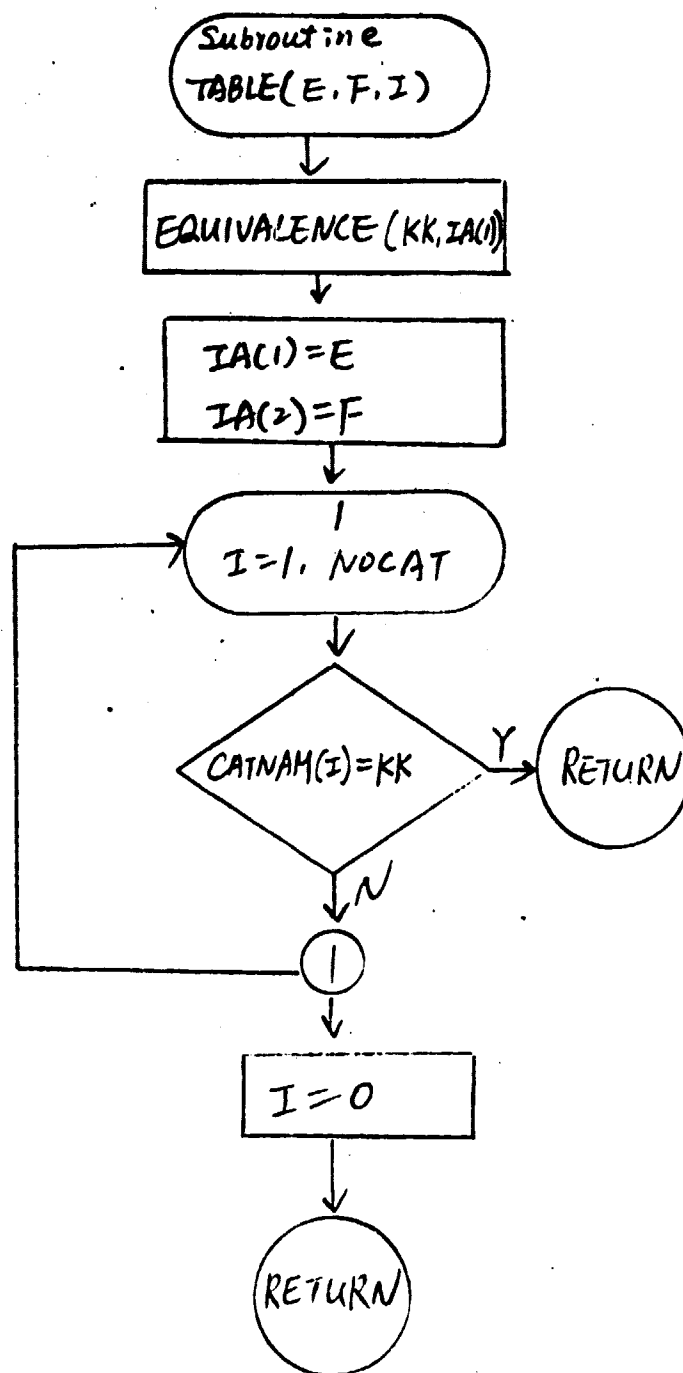 Subroutine
TABLE(E.F.I)
EQUIVALENCE(KK,IA(1))
IA(1)=E
IA(2)=F
1
I=1. NOCAT
CATNAM(I)=KK
Y
RETURN
N
1
I=0
RETURN